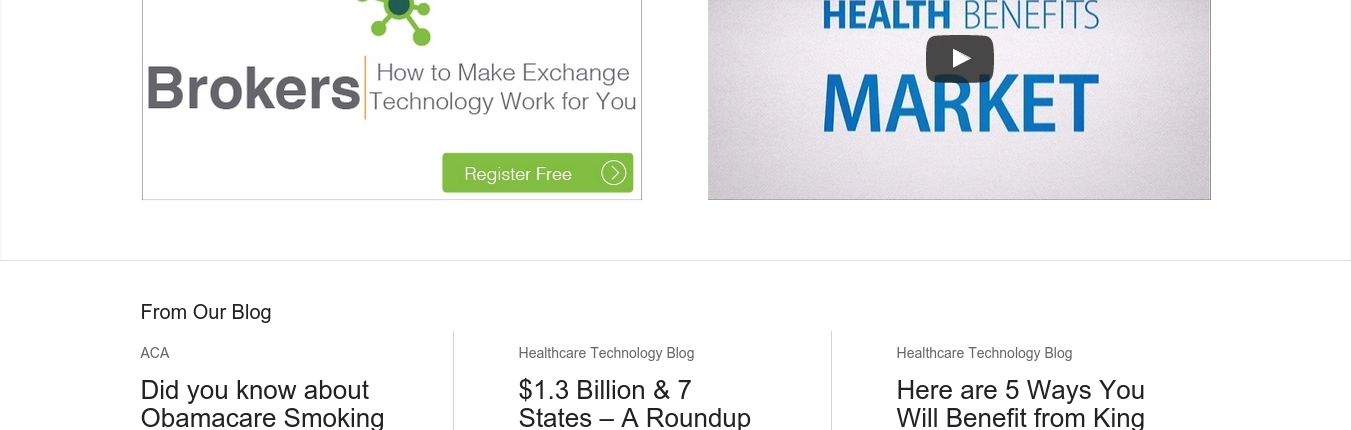 HEALTH BENEFITS
MARKET
Brokers
How to Make Exchange
Technology Work for You
Register Free
From Our Blog
ACA
Did you know about
Obamacare Smoking
Healthcare Technology Blog
$1.3 Billion & 7
States – A Roundup
Healthcare Technology Blog
Here are 5 Ways You
Will Benefit from King